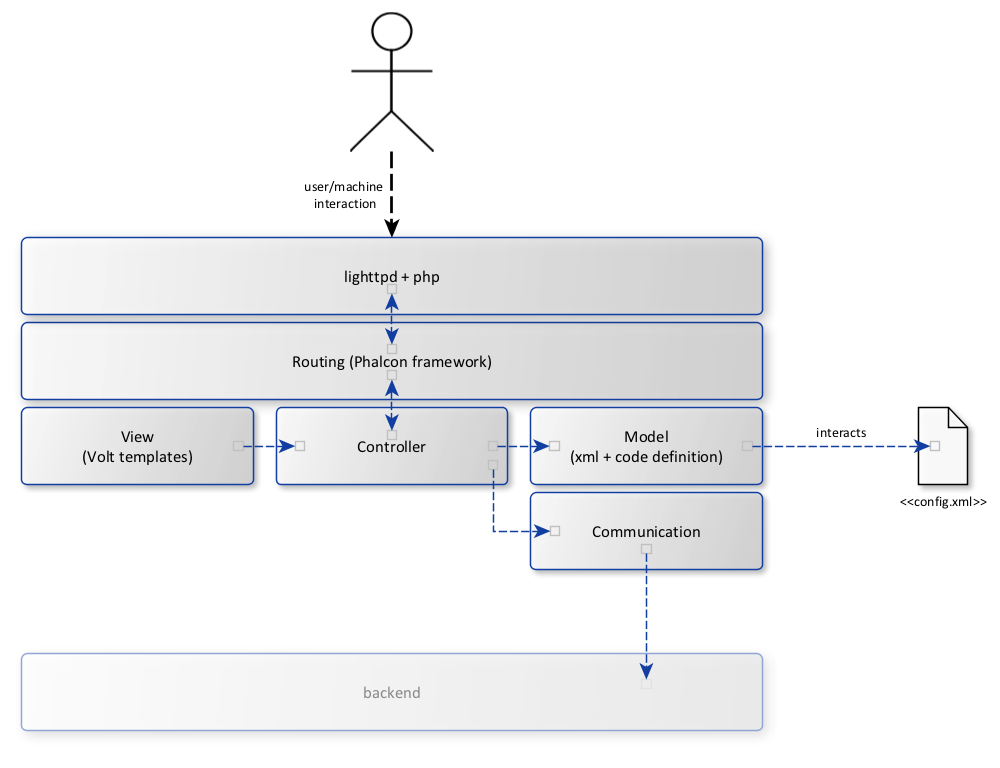 user/machine
interaction
lighttpd + php
Routing (Phalcon framework)
View
(Volt templates)
Controller
Model
(xml + code definition)
interacts
<<config.xml>>
Communication
backend